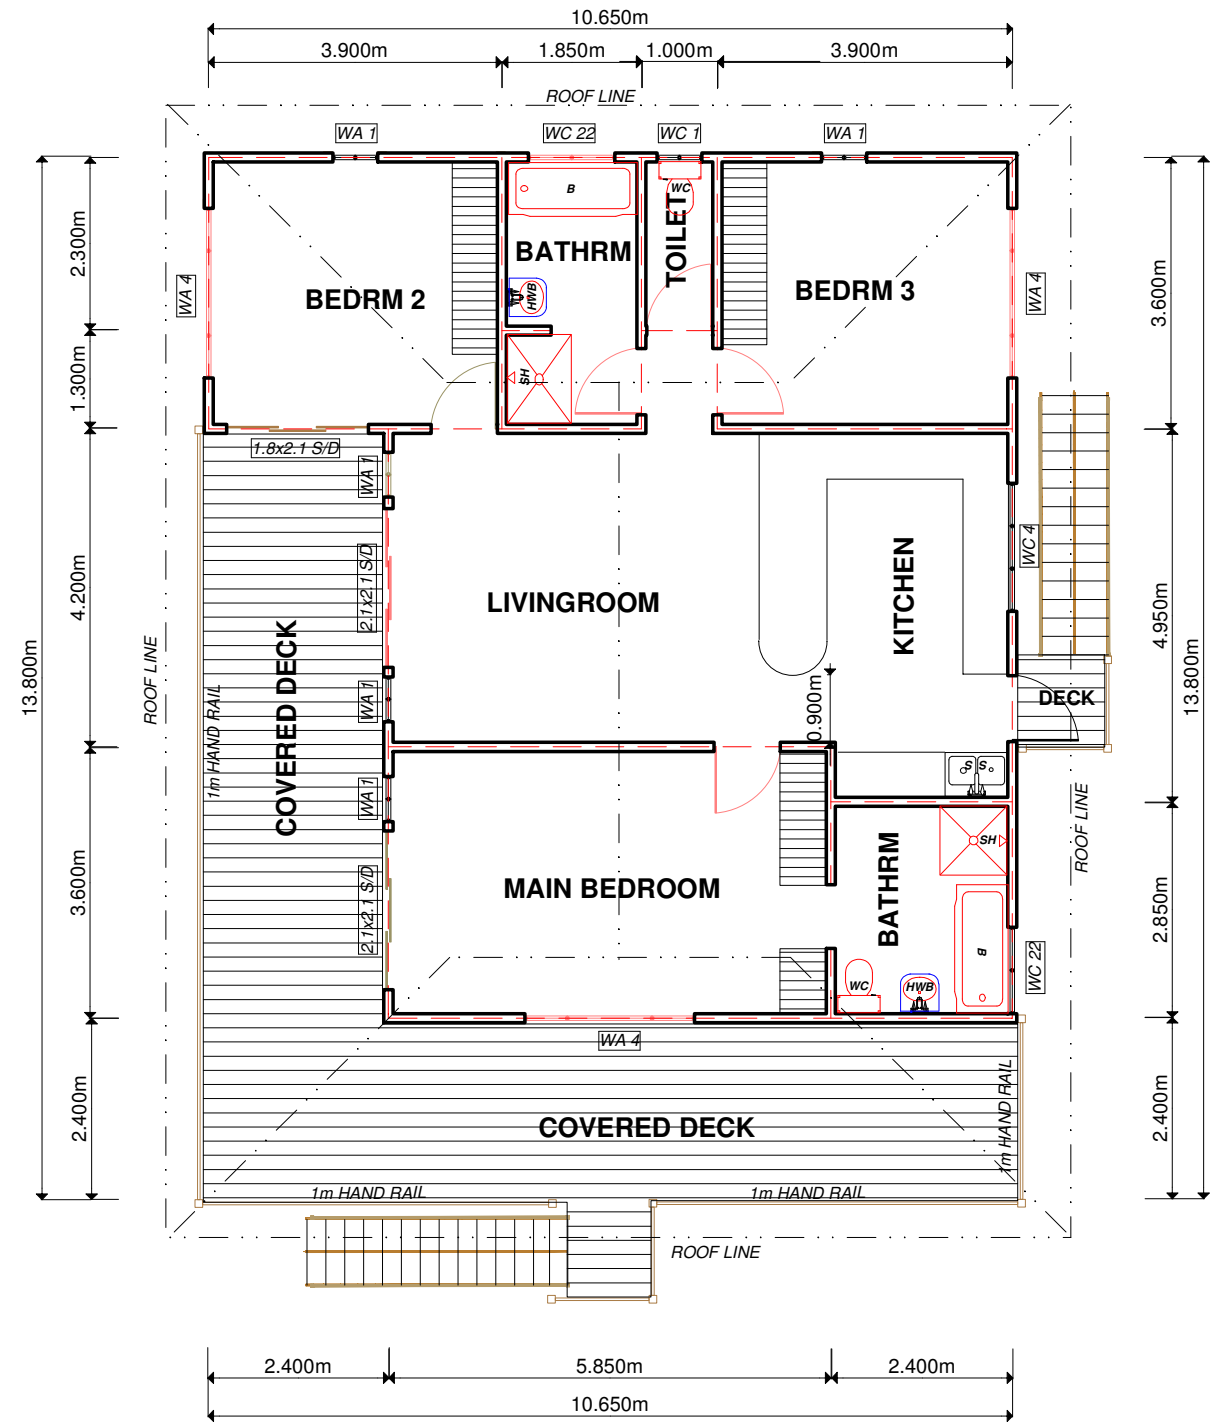 10.650m
3.900m
1.850m
1.000m
3.900m
ROOF LINE
WA 1
WC 22
WC 1
WA 1
B
WC
BATHRM
TOILET
HWB
SH
BEDRM 2
BEDRM 3
WA 4
WA 4
2.300m
1.300m
4.200m
3.600m
2.400m
13.800m
3.600m
4.950m
2.850m
2.400m
13.800m
1.8x2.1 S/D
WA 1
2.1x2.1 S/D
WA 1
WA 1
2.1x2.1 S/D
LIVINGROOM
KITCHEN
WC 4
0.900m
DECK
S S
ROOF LINE
1m HAND RAIL
COVERED DECK
MAIN BEDROOM
BATHRM
SH
B
WC
HWB
WC 22
ROOF LINE
WA 4
COVERED DECK
1m HAND RAIL
1m HAND RAIL
1m HAND RAIL
ROOF LINE
2.400m
5.850m
2.400m
10.650m